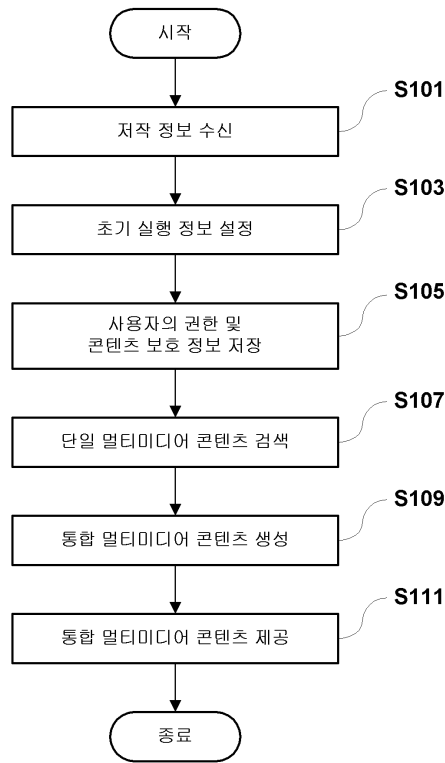 시작
S101
저작 정보 수신
S103
초기 실행 정보 설정
S105
사용자의 권한 및
콘텐츠 보호 정보 저장
S107
단일 멀티미디어 콘텐츠 검색
S109
통합 멀티미디어 콘텐츠 생성
S111
통합 멀티미디어 콘텐츠 제공
종료